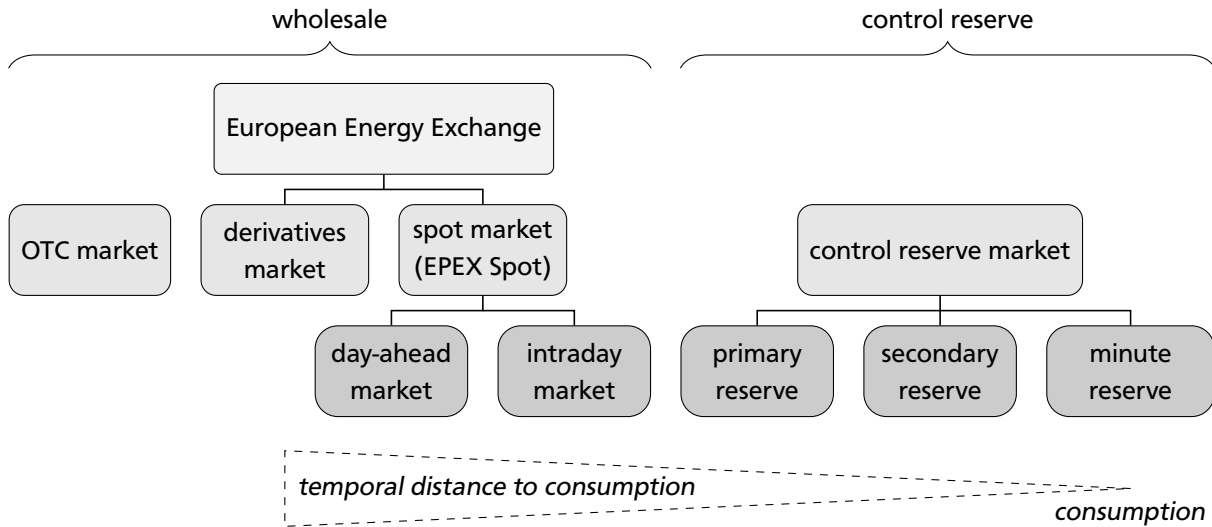 wholesale
control reserve
European Energy Exchange
OTC market
derivatives
market
spot market
(EPEX Spot)
control reserve market
day-ahead
market
intraday
market
primary
reserve
secondary
reserve
minute
reserve
temporal distance to consumption
consumption